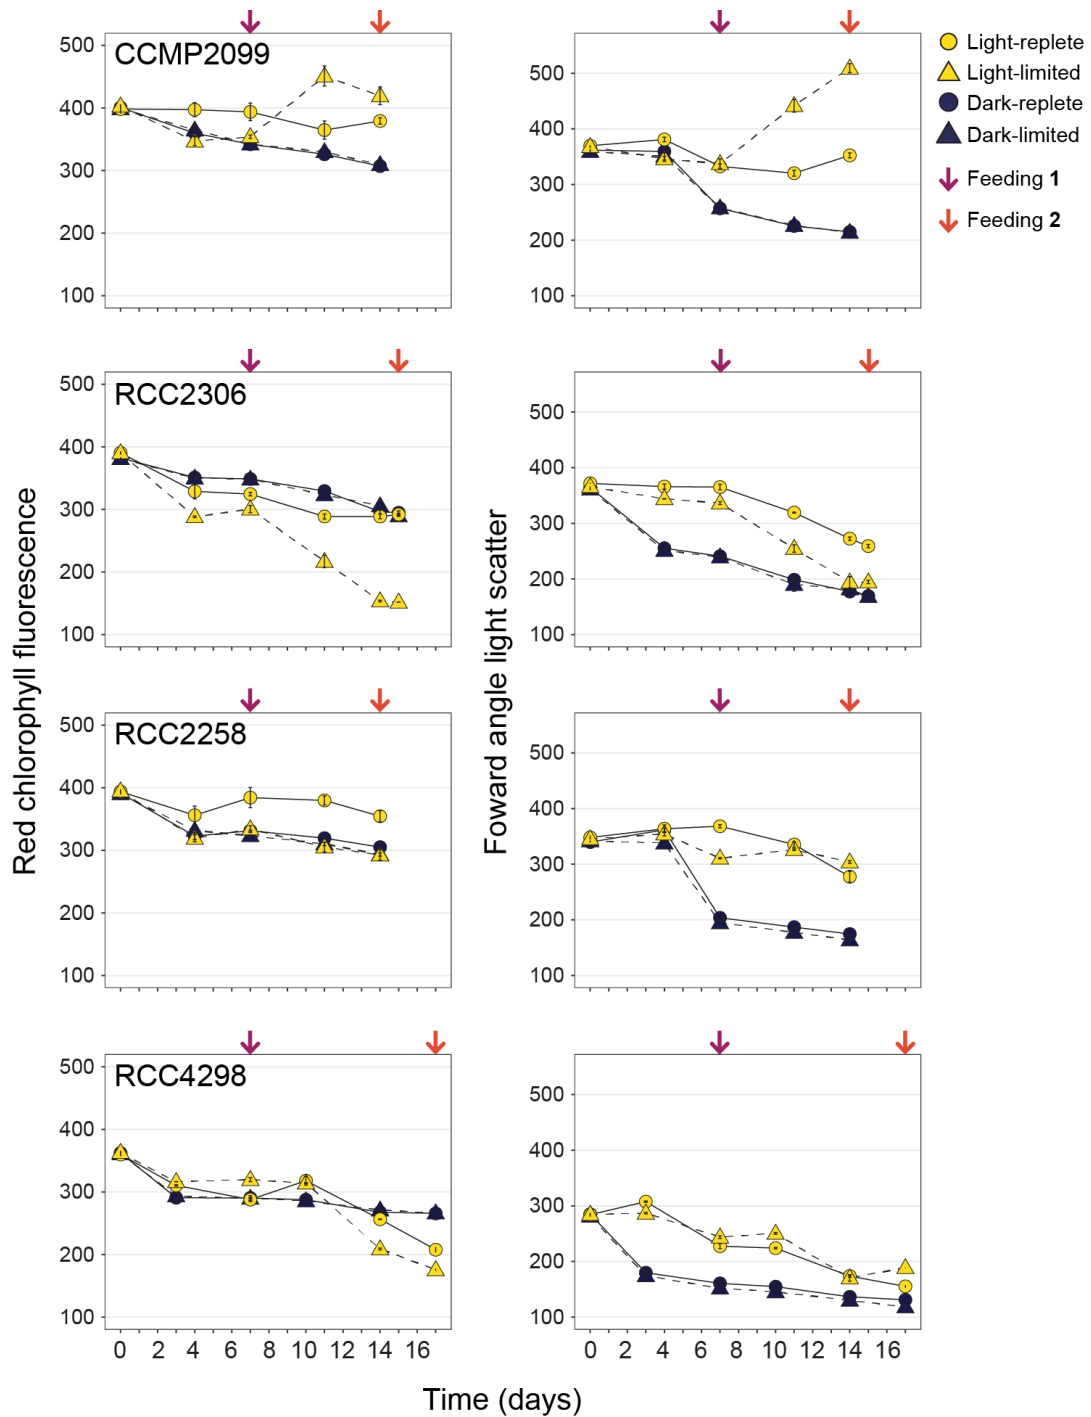 CCMP2099
500
400
300
200
100
500
400
300
200
100
Light-replete
Light-limited
Dark-replete
Dark-limited
Feeding 1
Feeding 2
RCC2306
500
400
300
200
100
500
400
300
200
100
Red chlorophyll fluorescence
Foward angle light scatter
RCC2258
500
400
300
200
100
500
400
300
200
100
RCC4298
500
400
300
200
100
500
400
300
200
100
0 2 4 6 8 10 12 14 16
0 2 4 6 8 10 12 14 16
Time (days)